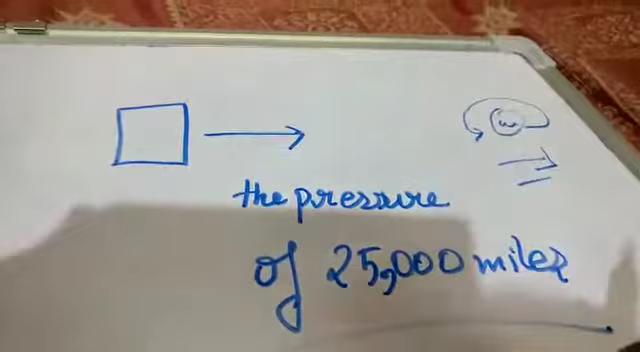 the pressure
of 25,000 miles